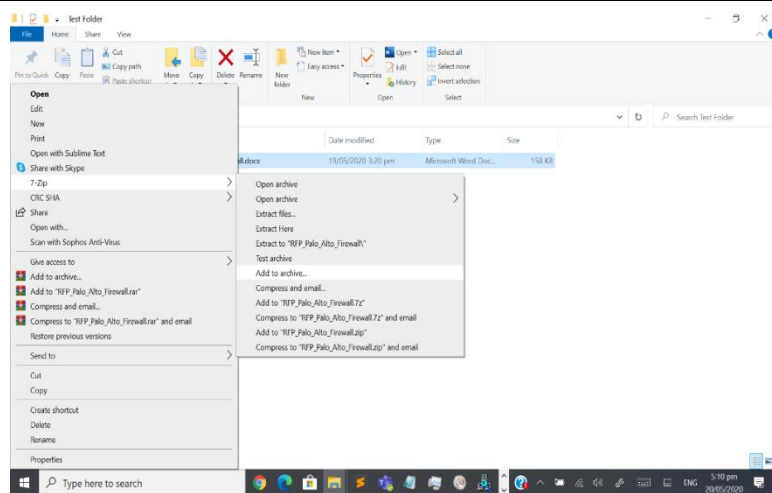 Test Folder
File Home Share View
Pin to Quick Copy Paste
Cut
Copy path
Paste shortcut
Move Copy Delete Rename
New folder
New item
Easy access
New
Properties
Open
Edit
History
Open
Select all
Select none
Invert selection
Select
Search Test Folder
Date modified Type Size
ll.docx 19/05/2020 3:20 pm Microsoft Word Doc... 158 KB
Open
Edit
New
Print
Open with Sublime Text
Share with Skype
7-Zip
CRC SHA
Share
Open with...
Scan with Sophos Anti-Virus
Give access to
Add to archive...
Add to "RFP_Palo_Alto_Firewall.rar"
Compress and email...
Compress to "RFP_Palo_Alto_Firewall.rar" and email
Restore previous versions
Send to
Cut
Copy
Create shortcut
Delete
Rename
Properties
Open archive
Open archive
Extract files...
Extract Here
Extract to "RFP_Palo_Alto_Firewall\"
Test archive
Add to archive...
Compress and email...
Add to "RFP_Palo_Alto_Firewall.7z"
Compress to "RFP_Palo_Alto_Firewall.7z" and email
Add to "RFP_Palo_Alto_Firewall.zip"
Compress to "RFP_Palo_Alto_Firewall.zip" and email
Type here to search
ENG
5:10 pm
20/05/2020